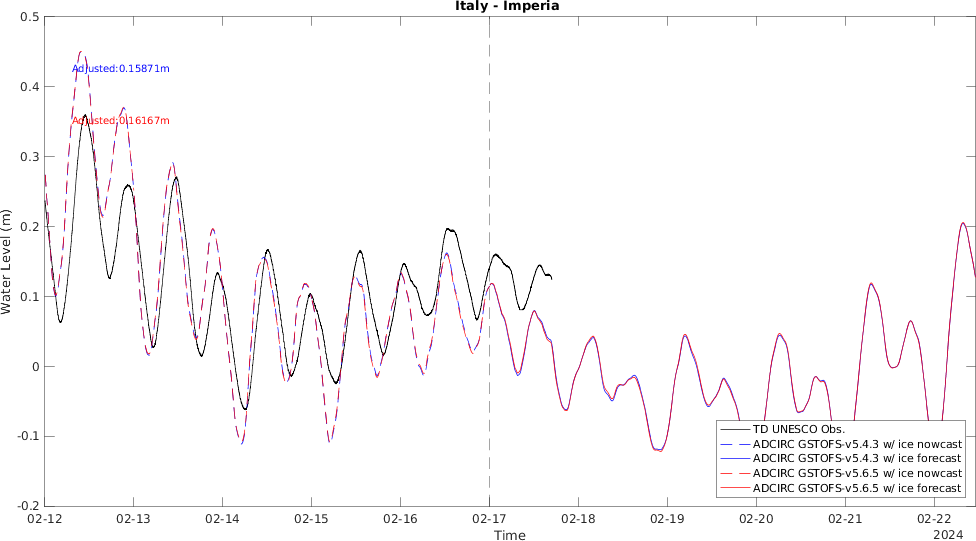 Italy - Imperia
0.5
0.4
0.3
0.2
0.1
0
-0.1
-0.2
Water Level (m)
Adjusted:0.15871m
Adjusted:0.16167m
TD UNESCO Obs.
ADCIRC GSTOFS-v5.4.3 w/ ice nowcast
ADCIRC GSTOFS-v5.4.3 w/ ice forecast
ADCIRC GSTOFS-v5.6.5 w/ ice nowcast
ADCIRC GSTOFS-v5.6.5 w/ ice forecast
02-12 02-13 02-14 02-15 02-16 02-17 02-18 02-19 02-20 02-21 02-22
Time
2024